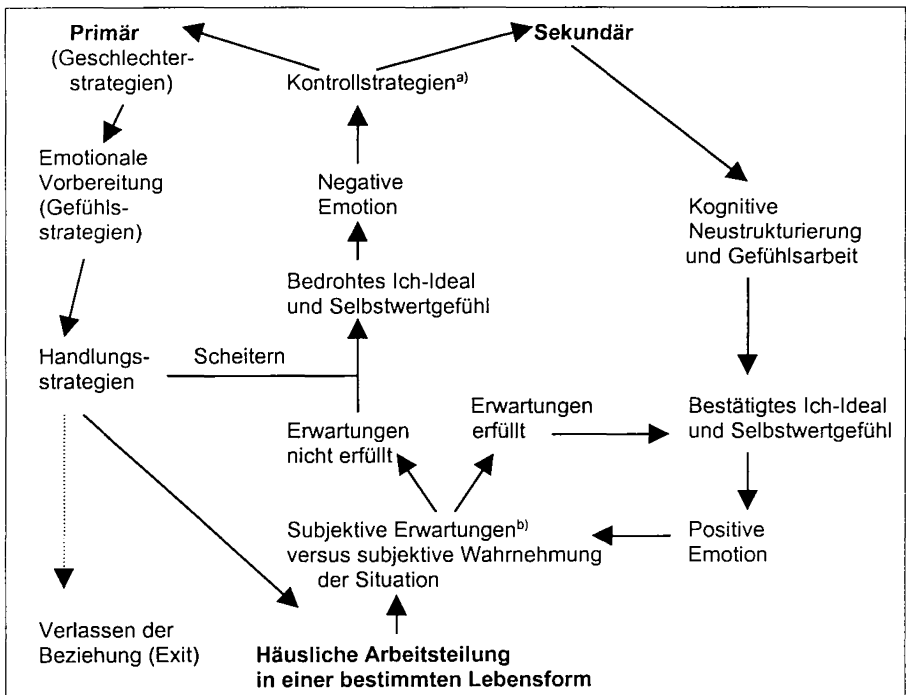 Primär
(Geschlechter-
strategien)
Sekundär
Kontrollstrategien a)
Emotionale
Vorbereitung
(Gefühls-
strategien)
Negative
Emotion
Kognitive
Neustrukturierung
und Gefühlsarbeit
Bedrohtes Ich-Ideal
und Selbstwertgefühl
Handlungs-
strategien
Scheitern
Erwartungen
nicht erfüllt
Erwartungen
erfüllt
Bestätigtes Ich-Ideal
und Selbstwertgefühl
Subjektive Erwartungen b)
versus subjektive Wahrnehmung
der Situation
Positive
Emotion
Verlassen der
Beziehung (Exit)
Häusliche Arbeitsteilung
in einer bestimmten Lebensform